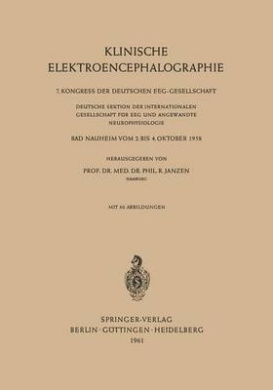 KLINISCHE
ELEKTROENCEPHALOGRAPHIE
7. KONGRESS DER DEUTSCHEN EEG-GESELLSCHAFT
DEUTSCHE SEKTION DER INTERNATIONALEN
GESELLSCHAFT FÜR EEG UND ANGEWANDTE
NEUROPHYSIOLOGIE
BAD NAUHEIM VOM 2. BIS 4. OKTOBER 1958
HERAUSGEGEBEN VON
PROF. DR. MED. DR. PHIL. R. JANZEN
HAMBURG
MIT 85 ABBILDUNGEN
SPRINGER-VERLAG
BERLIN · GÖTTINGEN · HEIDELBERG
1961